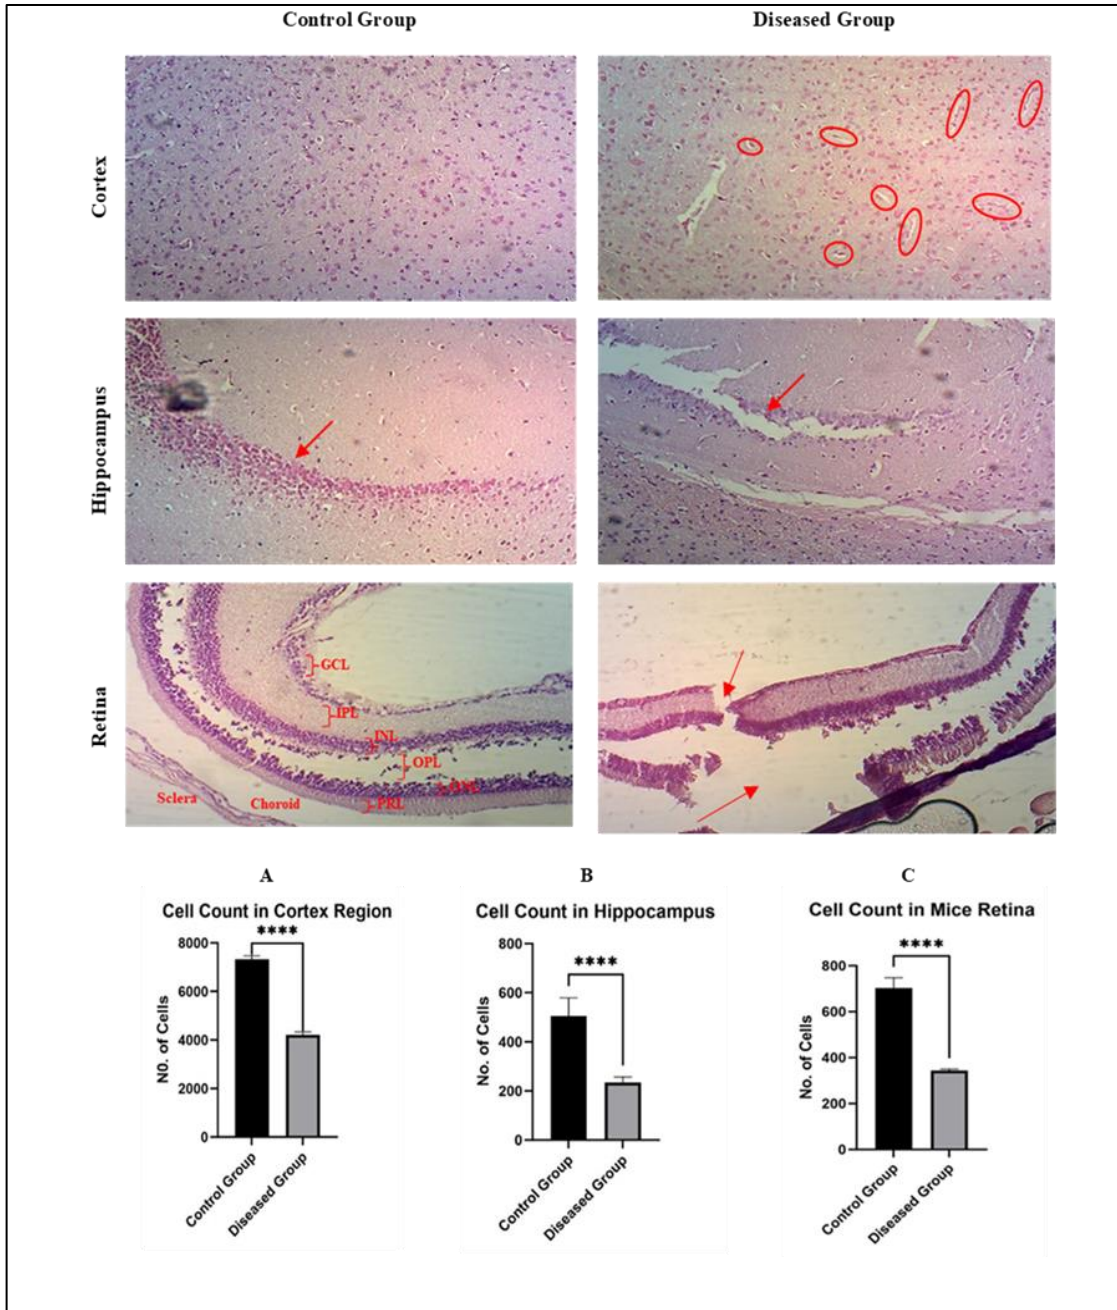 Control Group
Diseased Group
Cortex
Hippocampus
Retina
GCL
IPL
INL
OPL
PRL
Sclera
Choroid
A
Cell Count in Cortex Region
****
N0. of Cells
8000
6000
4000
2000
0
Control Group
Diseased Group
B
Cell Count in Hippocampus
****
No. of Cells
800
600
400
200
0
Control Group
Diseased Group
C
Cell Count in Mice Retina
****
No. of Cells
800
600
400
200
0
Control Group
Diseased Group